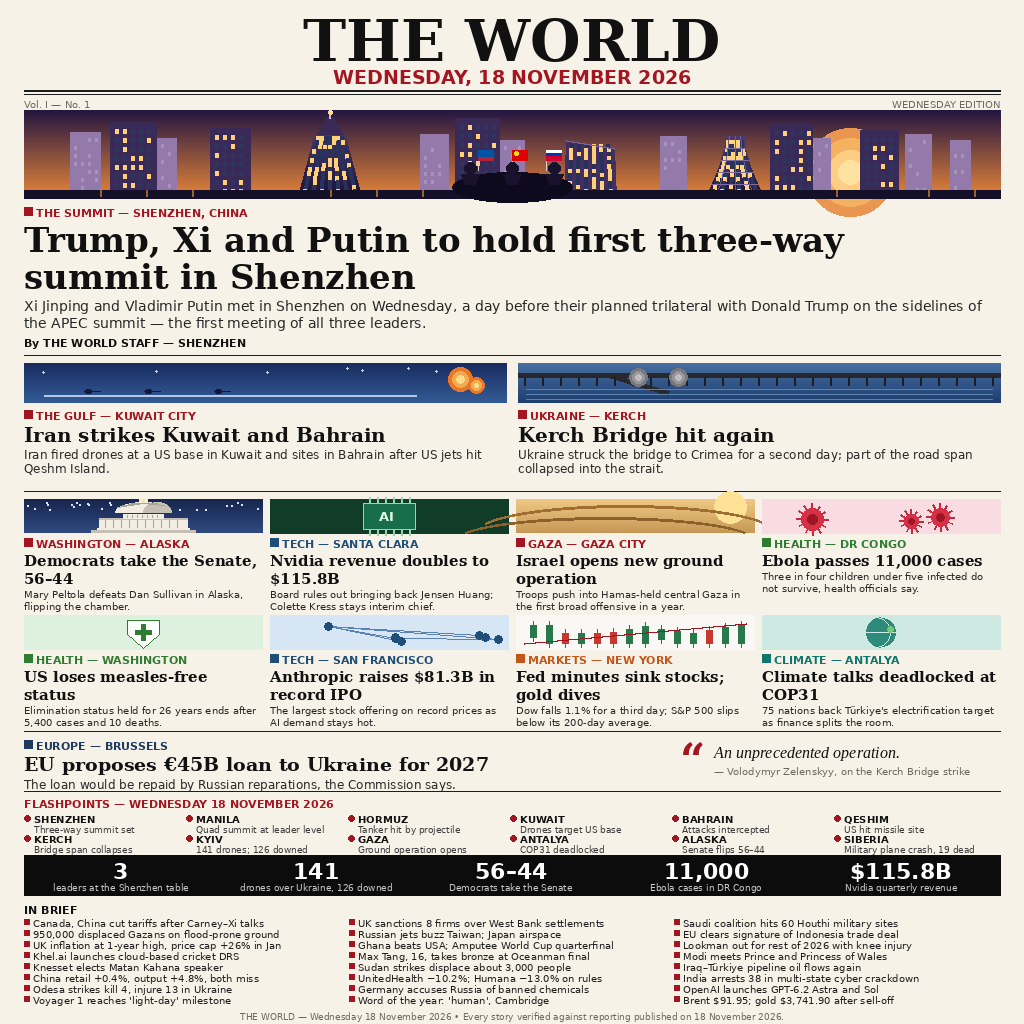 THE WORLD
WEDNESDAY, 18 NOVEMBER 2026
Vol. I — No. 1
WEDNESDAY EDITION
THE SUMMIT — SHENZHEN, CHINA
Trump, Xi and Putin to hold first three-way
summit in Shenzhen
Xi Jinping and Vladimir Putin met in Shenzhen on Wednesday, a day before their planned trilateral with Donald Trump on the sidelines of
the APEC summit — the first meeting of all three leaders.
By THE WORLD STAFF — SHENZHEN
THE GULF — KUWAIT CITY
Iran strikes Kuwait and Bahrain
Iran fired drones at a US base in Kuwait and sites in Bahrain after US jets hit
Qeshm Island.
UKRAINE — KERCH
Kerch Bridge hit again
Ukraine struck the bridge to Crimea for a second day; part of the road span
collapsed into the strait.
WASHINGTON — ALASKA
Democrats take the Senate,
56–44
Mary Peltola defeats Dan Sullivan in Alaska,
flipping the chamber.
AI
TECH — SANTA CLARA
Nvidia revenue doubles to
$115.8B
Board rules out bringing back Jensen Huang;
Colette Kress stays interim chief.
GAZA — GAZA CITY
Israel opens new ground
operation
Troops push into Hamas-held central Gaza in
the first broad offensive in a year.
HEALTH — DR CONGO
Ebola passes 11,000 cases
Three in four children under five infected do
not survive, health officials say.
HEALTH — WASHINGTON
US loses measles-free
status
Elimination status held for 26 years ends after
5,400 cases and 10 deaths.
TECH — SAN FRANCISCO
Anthropic raises $81.3B in
record IPO
The largest stock offering on record prices as
AI demand stays hot.
MARKETS — NEW YORK
Fed minutes sink stocks;
gold dives
Dow falls 1.1% for a third day; S&P 500 slips
below its 200-day average.
CLIMATE — ANTALYA
Climate talks deadlocked at
COP31
75 nations back Türkiye's electrification target
as finance splits the room.
EUROPE — BRUSSELS
EU proposes €45B loan to Ukraine for 2027
The loan would be repaid by Russian reparations, the Commission says.
“ An unprecedented operation.
— Volodymyr Zelenskyy, on the Kerch Bridge strike
FLASHPOINTS — WEDNESDAY 18 NOVEMBER 2026
SHENZHEN
Three-way summit set
MANILA
Quad summit at leader level
HORMUZ
Tanker hit by projectile
KUWAIT
Drones target US base
BAHRAIN
Attacks intercepted
QESHIM
US hit missile site
KERCH
Bridge span collapses
KYIV
141 drones; 126 downed
GAZA
Ground operation opens
ANTALYA
COP31 deadlocked
ALASKA
Senate flips 56–44
SIBERIA
Military plane crash, 19 dead
3
leaders at the Shenzhen table
141
drones over Ukraine, 126 downed
56–44
Democrats take the Senate
11,000
Ebola cases in DR Congo
$115.8B
Nvidia quarterly revenue
IN BRIEF
Canada, China cut tariffs after Carney–Xi talks
950,000 displaced Gazans on flood-prone ground
UK inflation at 1-year high, price cap +26% in Jan
Khel.ai launches cloud-based cricket DRS
Knesset elects Matan Kahana speaker
China retail +0.4%, output +4.8%, both miss
Odesa strikes kill 4, injure 13 in Ukraine
Voyager 1 reaches 'light-day' milestone
UK sanctions 8 firms over West Bank settlements
Russian jets buzz Taiwan; Japan airspace
Ghana beats USA; Amputee World Cup quarterfinal
Max Tang, 16, takes bronze at Oceanman final
Sudan strikes displace about 3,000 people
UnitedHealth −10.2%; Humana −13.0% on rules
Germany accuses Russia of banned chemicals
Word of the year: 'human', Cambridge
Saudi coalition hits 60 Houthi military sites
EU clears signature of Indonesia trade deal
Lookman out for rest of 2026 with knee injury
Modi meets Prince and Princess of Wales
Iraq–Türkiye pipeline oil flows again
India arrests 38 in multi-state cyber crackdown
OpenAI launches GPT-6.2 Astra and Sol
Brent $91.95; gold $3,741.90 after sell-off
THE WORLD — Wednesday 18 November 2026 • Every story verified against reporting published on 18 November 2026.